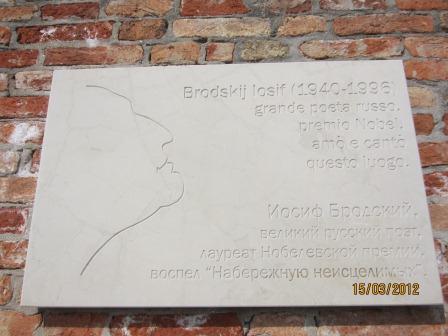 Brodskij Iosif (1940-1996)
grande poeta russo,
premio Nobel,
amò e cantò
questo luogo.
Иосиф Бродский,
великий русский поэт,
лауреат Нобелевской премии,
воспел "Набережную неисцелимых".
15/03/2012